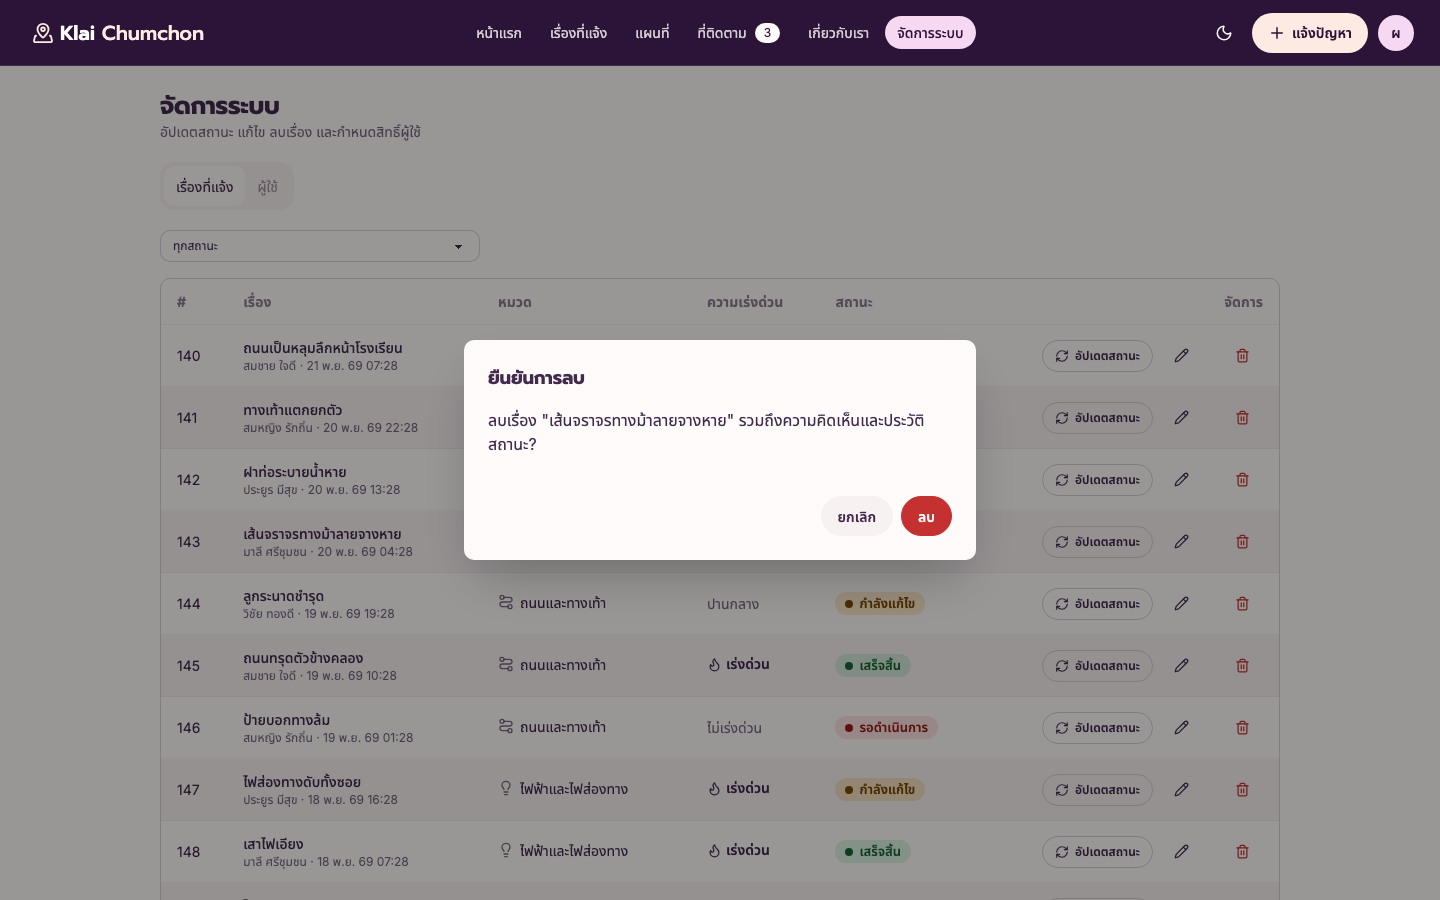 Klai Chumchon
หน้าแรก
เรื่องที่แจ้ง
แผนที่
ที่ติดตาม 3
เกี่ยวกับเรา
จัดการระบบ
แจ้งปัญหา
ผ
จัดการระบบ
อัปเดตสถานะ แก้ไข ลบเรื่อง และกำหนดสิทธิ์ผู้ใช้
เรื่องที่แจ้ง
ผู้ใช้
ทุกสถานะ
# เรื่อง หมวด ความเร่งด่วน สถานะ จัดการ
140 ถนนเป็นหลุมลึกหน้าโรงเรียน อัปเดตสถานะ
สมชาย ใจดี · 21 พ.ย. 69 07:28
141 ทางเท้าแตกยกตัว อัปเดตสถานะ
สมหญิง รักถิ่น · 20 พ.ย. 69 22:28
142 ฝาท่อระบายน้ำหาย อัปเดตสถานะ
ประยูร มีสุข · 20 พ.ย. 69 13:28
143 เส้นจราจรทางม้าลายจางหาย อัปเดตสถานะ
มาลี ศรีชุมชน · 20 พ.ย. 69 04:28
ยืนยันการลบ
ลบเรื่อง "เส้นจราจรทางม้าลายจางหาย" รวมถึงความคิดเห็นและประวัติ
สถานะ?
ยกเลิก
ลบ
144 ลูกระนาดชำรุด ถนนและทางเท้า ปานกลาง กำลังแก้ไข อัปเดตสถานะ
วิชัย ทองดี · 19 พ.ย. 69 19:28
145 ถนนทรุดตัวข้างคลอง ถนนและทางเท้า เร่งด่วน เสร็จสิ้น อัปเดตสถานะ
สมชาย ใจดี · 19 พ.ย. 69 10:28
146 ป้ายบอกทางล้ม ถนนและทางเท้า ไม่เร่งด่วน รอดำเนินการ อัปเดตสถานะ
สมหญิง รักถิ่น · 19 พ.ย. 69 01:28
147 ไฟส่องทางดับทั้งซอย ไฟฟ้าและไฟส่องทาง เร่งด่วน กำลังแก้ไข อัปเดตสถานะ
ประยูร มีสุข · 18 พ.ย. 69 16:28
148 เสาไฟเอียง ไฟฟ้าและไฟส่องทาง เร่งด่วน เสร็จสิ้น อัปเดตสถานะ
มาลี ศรีชุมชน · 18 พ.ย. 69 07:28